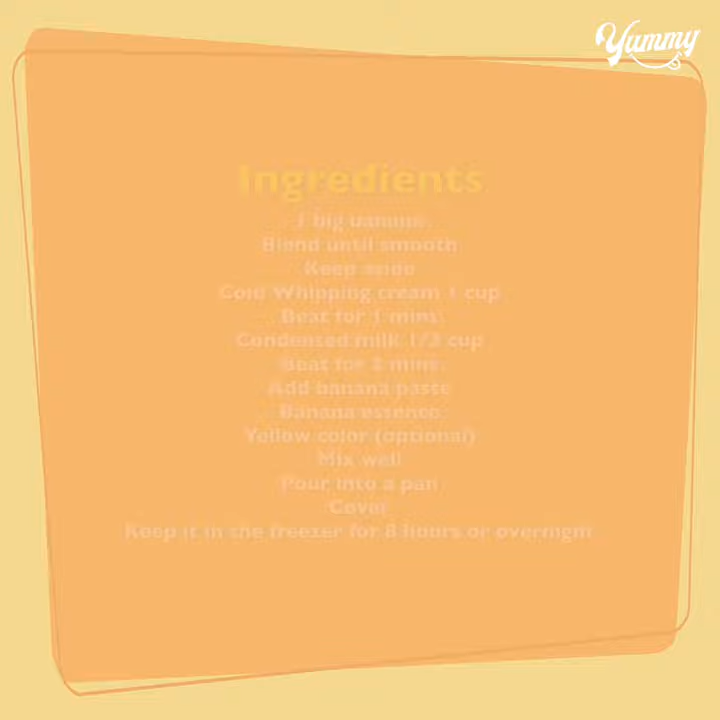 Yummy
Ingredients
1 big banana
Blend until smooth
Keep aside
Cold Whipping cream 1 cup
Beat for 1 mins
Condensed milk 1/3 cup
Beat for 2 mins
Add banana paste
Banana essence
Yellow color (optional)
Mix well
Pour into a pan
Cover
Keep it in the freezer for 8 hours or overnight